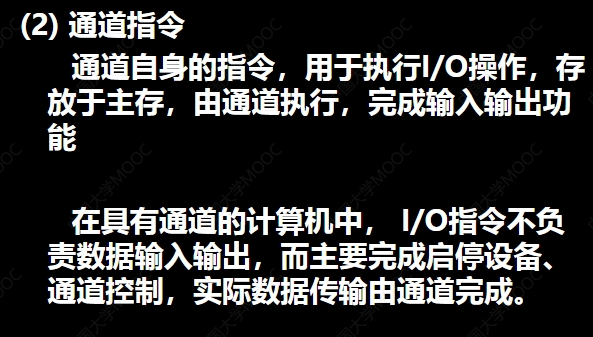 (2) 通道指令
通道自身的指令，用于执行I/O操作，存
放于主存，由通道执行，完成输入输出功
能
在具有通道的计算机中， I/O指令不负
责数据输入输出，而主要完成启停设备、
通道控制，实际数据传输由通道完成。